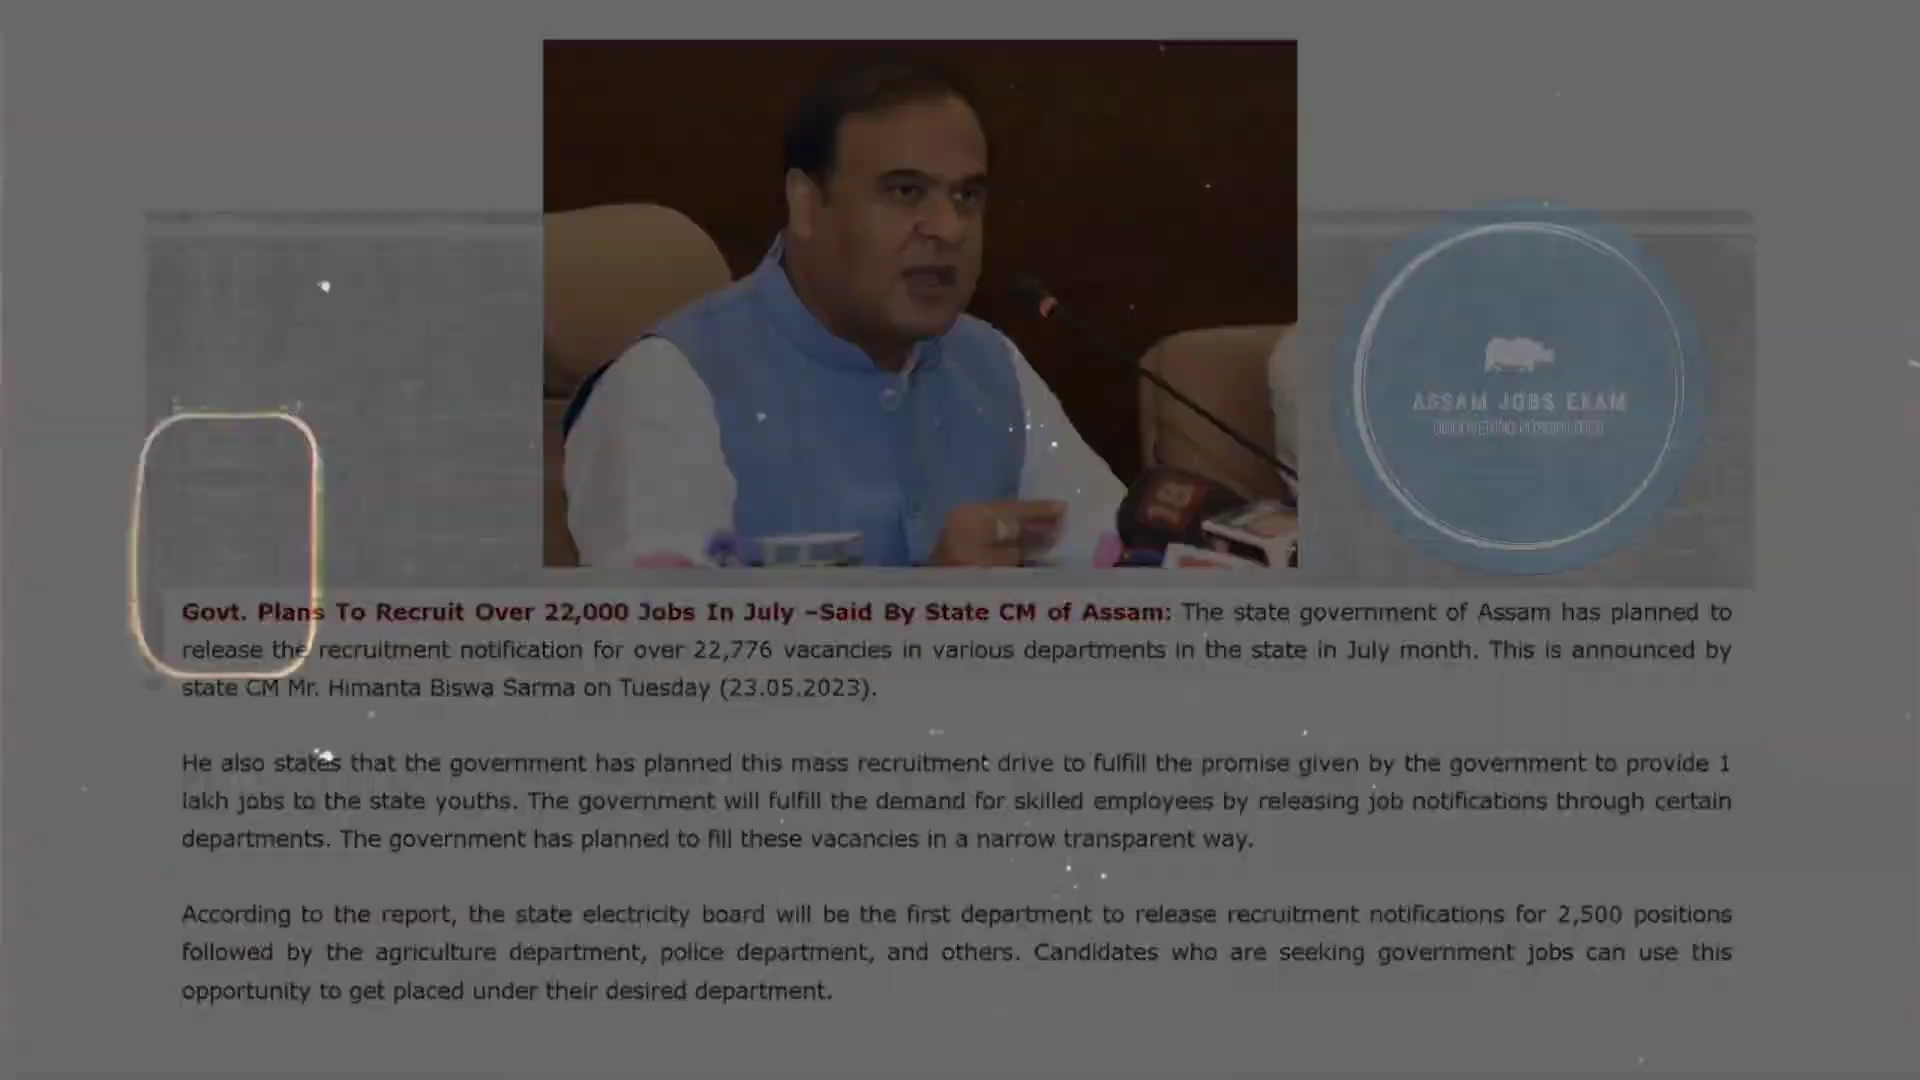 18
ASSAM JOBS EXAM
Govt. Plans To Recruit Over 22,000 Jobs In July –Said By State CM of Assam: The state government of Assam has planned to
release the recruitment notification for over 22,776 vacancies in various departments in the state in July month. This is announced by
state CM Mr. Himanta Biswa Sarma on Tuesday (23.05.2023).
He also states that the government has planned this mass recruitment drive to fulfill the promise given by the government to provide 1
lakh jobs to the state youths. The government will fulfill the demand for skilled employees by releasing job notifications through certain
departments. The government has planned to fill these vacancies in a narrow transparent way.
According to the report, the state electricity board will be the first department to release recruitment notifications for 2,500 positions
followed by the agriculture department, police department, and others. Candidates who are seeking government jobs can use this
opportunity to get placed under their desired department.